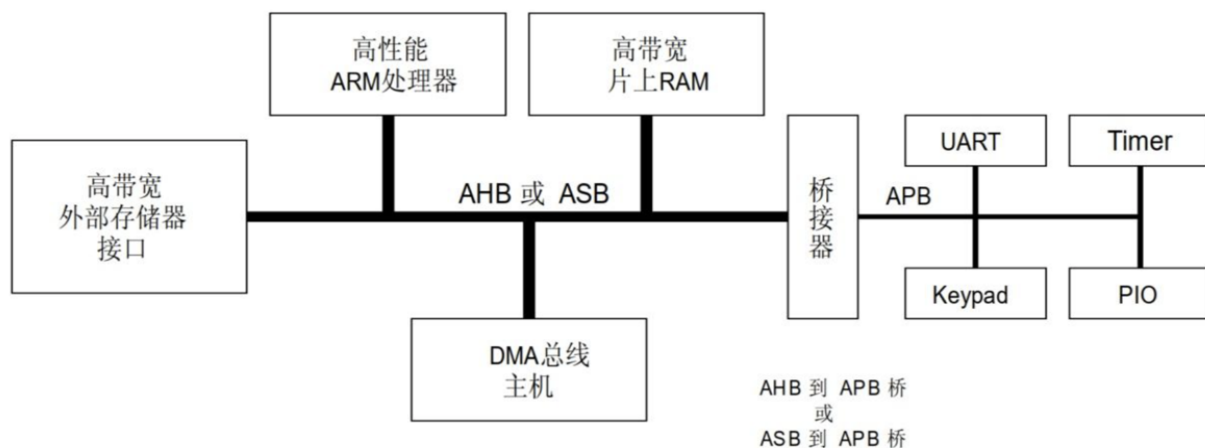 高性能
ARM处理器
高带宽
片上RAM
高带宽
外部存储器
接口
AHB 或 ASB
桥
接
器
APB
UART
Timer
Keypad
PIO
DMA总线
主机
AHB 到 APB 桥
或
ASB 到 APB 桥